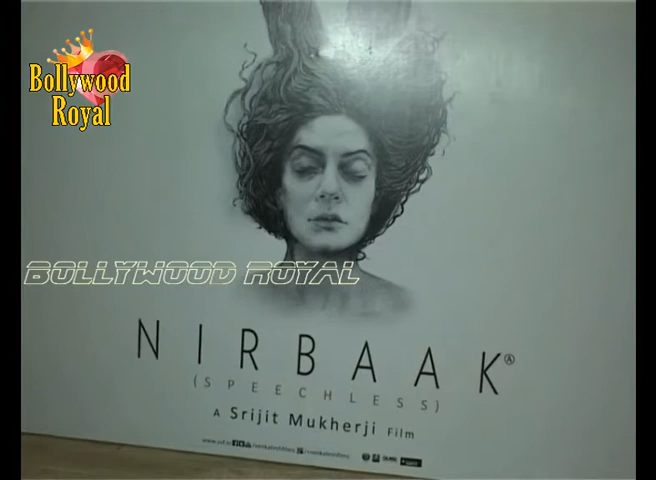 Bollywood
Royal
BOLLYWOOD ROYAL
NIRBAAK
(SPEECHLESS)
A Srijit Mukherji Film